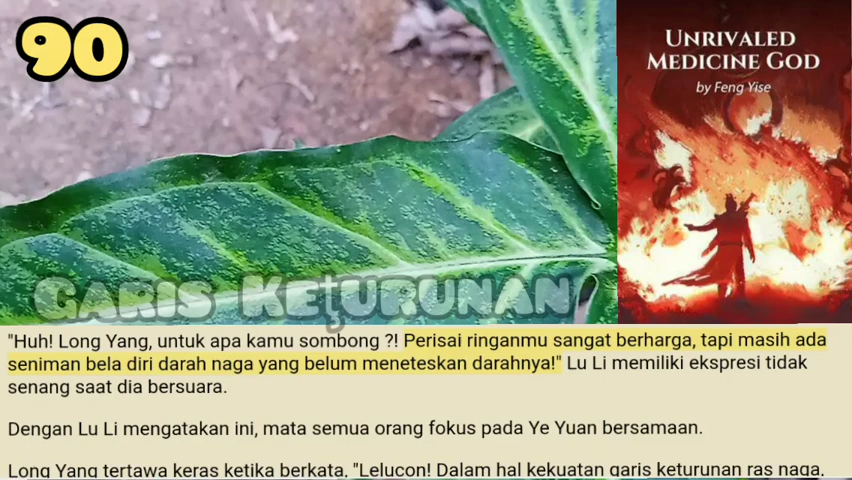 90
UNRIVALED
MEDICINE GOD
by Feng Yise
GARIS KEŢURUNAN
"Huh! Long Yang, untuk apa kamu sombong ?! Perisai ringanmu sangat berharga, tapi masih ada
seniman bela diri darah naga yang belum meneteskan darahnya!" Lu Li memiliki ekspresi tidak
senang saat dia bersuara.
Dengan Lu Li mengatakan ini, mata semua orang fokus pada Ye Yuan bersamaan.
Long Yang tertawa keras ketika berkata, "Lelucon! Dalam hal kekuatan garis keturunan ras naga,